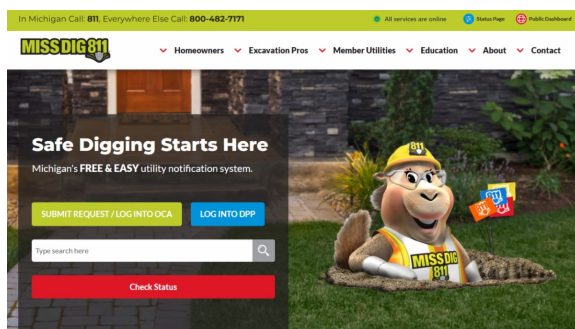 In Michigan Call: 811, Everywhere Else Call: 800-482-7171
All services are online
Status Page
Public Dashboard
MISS DIG 811
Homeowners
Excavation Pros
Member Utilities
Education
About
Contact
Safe Digging Starts Here
Michigan's FREE & EASY utility notification system.
SUBMIT REQUEST / LOG INTO OCA
LOG INTO DPP
Type search here
Check Status
811
MISS DIG
811